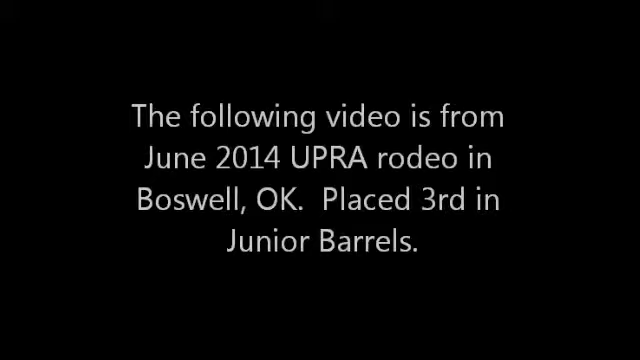 The following video is from
June 2014 UPRA rodeo in
Boswell, OK.  Placed 3rd in
Junior Barrels.